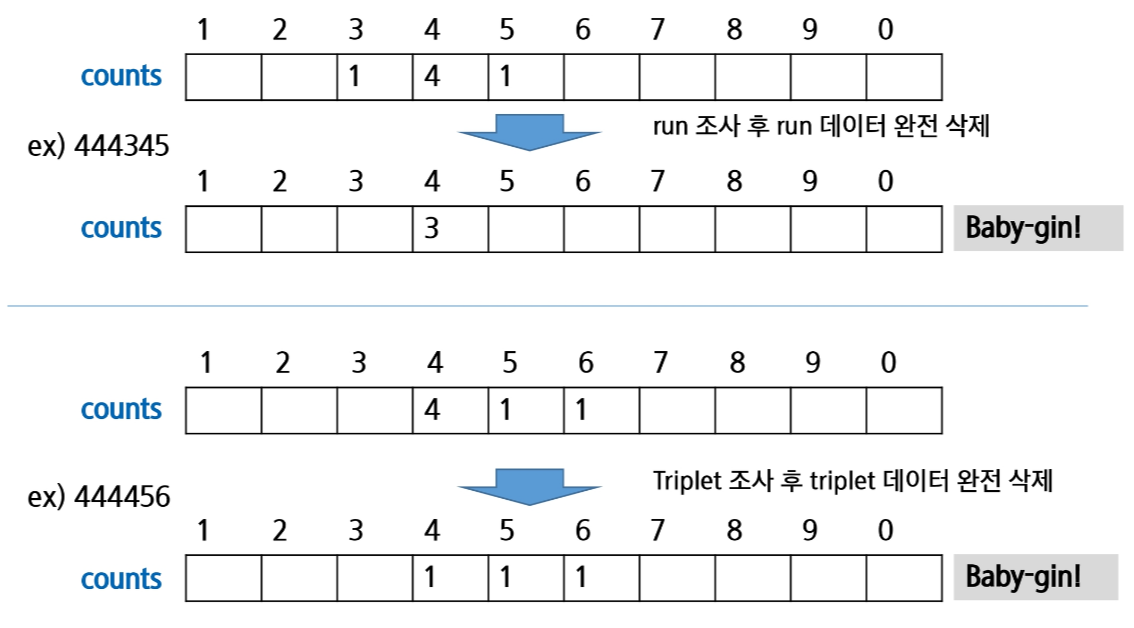 1 2 3 4 5 6 7 8 9 0
counts 1 4 1
run 조사 후 run 데이터 완전 삭제
ex) 444345
1 2 3 4 5 6 7 8 9 0
counts 3 Baby-gin!
1 2 3 4 5 6 7 8 9 0
counts 4 1 1
Triplet 조사 후 triplet 데이터 완전 삭제
ex) 444456
1 2 3 4 5 6 7 8 9 0
counts 1 1 1 Baby-gin!